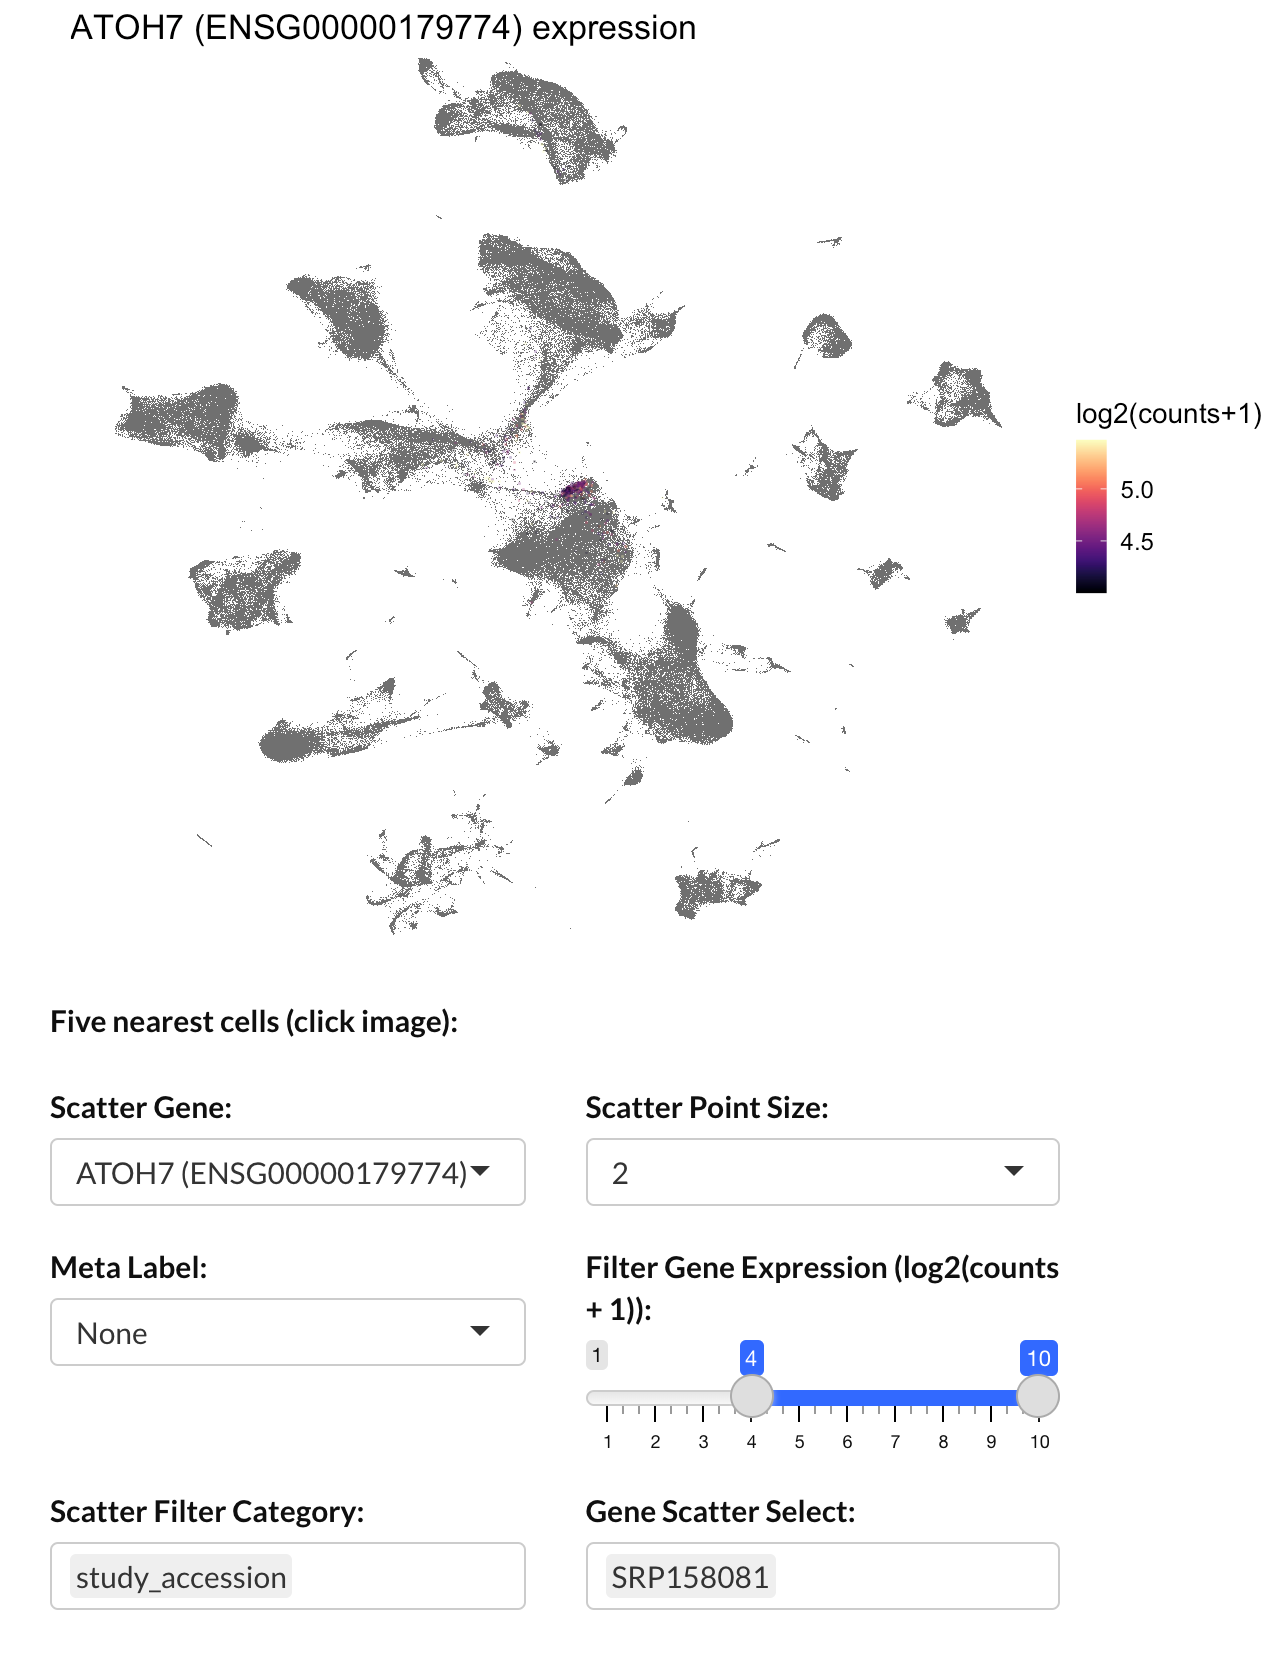 ATOH7 (ENSG00000179774) expression
log2(counts+1)
5.0
4.5
Five nearest cells (click image):
Scatter Gene:
Scatter Point Size:
ATOH7 (ENSG00000179774)
2
Meta Label:
Filter Gene Expression (log2(counts
+ 1)):
None
1
4
10
1 2 3 4 5 6 7 8 9 10
Scatter Filter Category:
Gene Scatter Select:
study_accession
SRP158081